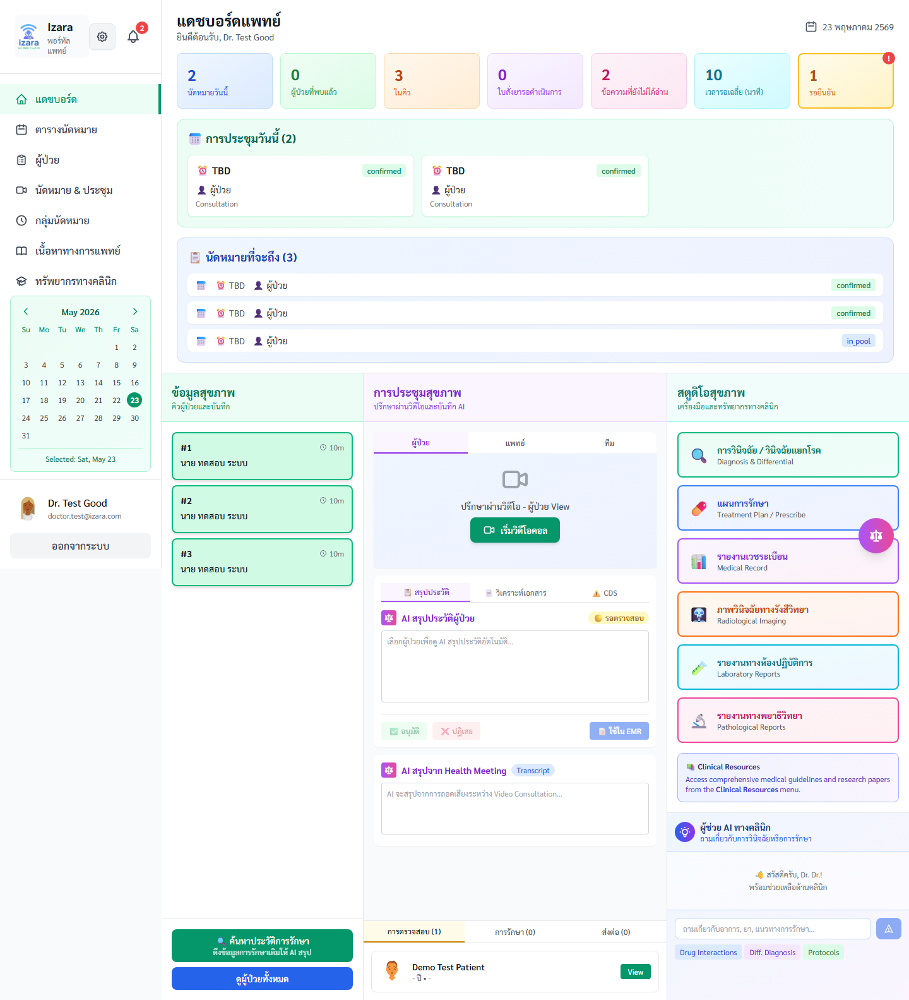 Izara
พอร์ทัล
แพทย์
izara
2
แดชบอร์ด
ตารางนัดหมาย
ผู้ป่วย
นัดหมาย & ประชุม
กลุ่มนัดหมาย
เนื้อหาทางการแพทย์
ทรัพยากรทางคลินิก
May 2026
Su Mo Tu We Th Fr Sa
1 2
3 4 5 6 7 8 9
10 11 12 13 14 15 16
17 18 19 20 21 22 23
24 25 26 27 28 29 30
31
Selected: Sat, May 23
Dr. Test Good
doctor.test@izara.com
ออกจากระบบ
แดชบอร์ดแพทย์
ยินดีต้อนรับ, Dr. Test Good
23 พฤษภาคม 2569
2
นัดหมายวันนี้
0
ผู้ป่วยที่พบแล้ว
3
ในคิว
0
ใบสั่งยารอดำเนินการ
2
ข้อความที่ยังไม่ได้อ่าน
10
เวลารอเฉลี่ย (นาที)
!
1
รอยืนยัน
การประชุมวันนี้ (2)
TBD confirmed
ผู้ป่วย
Consultation
TBD confirmed
ผู้ป่วย
Consultation
นัดหมายที่จะถึง (3)
TBD ผู้ป่วย confirmed
TBD ผู้ป่วย confirmed
TBD ผู้ป่วย in_pool
ข้อมูลสุขภาพ
คิวผู้ป่วยและบันทึก
#1 10m
นาย ทดสอบ ระบบ
#2 10m
นาย ทดสอบ ระบบ
#3 10m
นาย ทดสอบ ระบบ
ค้นหาประวัติการรักษา
ดึงข้อมูลการรักษาเดิมให้ AI สรุป
ดูผู้ป่วยทั้งหมด
การประชุมสุขภาพ
ปรึกษาผ่านวิดีโอและบันทึก AI
ผู้ป่วย แพทย์ ทีม
ปรึกษาผ่านวิดีโอ - ผู้ป่วย View
เริ่มวิดีโอคอล
สรุปประวัติ วิเคราะห์เอกสาร CDS
AI สรุปประวัติผู้ป่วย รอตรวจสอบ
เลือกผู้ป่วยเพื่อดู AI สรุปประวัติอัตโนมัติ...
อนุมัติ ปฏิเสธ ใช้ใน EMR
AI สรุปจาก Health Meeting Transcript
AI จะสรุปจากการถอดเสียงระหว่าง Video Consultation...
การตรวจสอบ (1) การรักษา (0) ส่งต่อ (0)
Demo Test Patient
- ปี • -
View
สตูดิโอสุขภาพ
เครื่องมือและทรัพยากรทางคลินิก
การวินิจฉัย / วินิจฉัยแยกโรค
Diagnosis & Differential
แผนการรักษา
Treatment Plan / Prescribe
รายงานเวชระเบียน
Medical Record
ภาพวินิจฉัยทางรังสีวิทยา
Radiological Imaging
รายงานทางห้องปฏิบัติการ
Laboratory Reports
รายงานทางพยาธิวิทยา
Pathological Reports
Clinical Resources
Access comprehensive medical guidelines and research papers
from the Clinical Resources menu.
ผู้ช่วย AI ทางคลินิก
ถามเกี่ยวกับการวินิจฉัยหรือการรักษา
สวัสดีครับ, Dr. Dr.!
พร้อมช่วยเหลือด้านคลินิก
ถามเกี่ยวกับอาการ, ยา, แนวทางการรักษา...
Drug Interactions Diff. Diagnosis Protocols